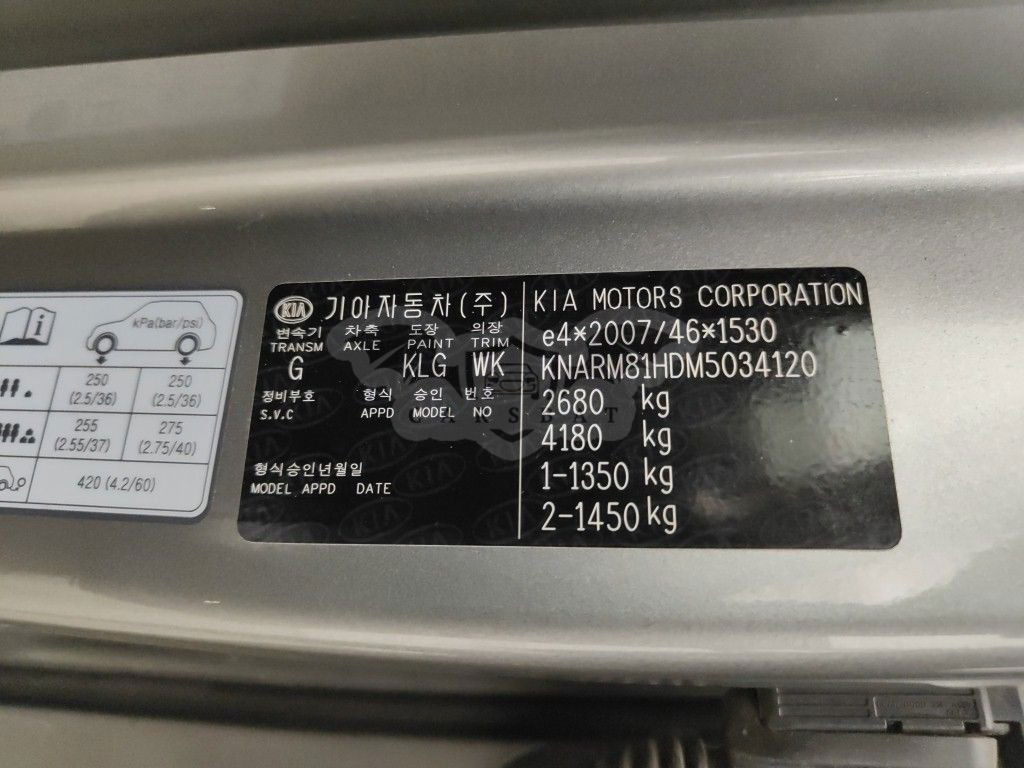 kPa(bar/psi)
250 250
(2.5/36) (2.5/36)
255 275
(2.55/37) (2.75/40)
420 (4.2/60)
KIA 기아자동차(주)
변속기 차축 도장 의장
TRANSM AXLE PAINT TRIM
G KLG WK
정비부호 형식 승인 번호
S.V.C APPD MODEL NO
형식승인년월일
MODEL APPD DATE
KIA MOTORS CORPORATION
e4*2007/46*1530
KNARM81HDM5034120
2680 kg
4180 kg
1-1350 kg
2-1450 kg